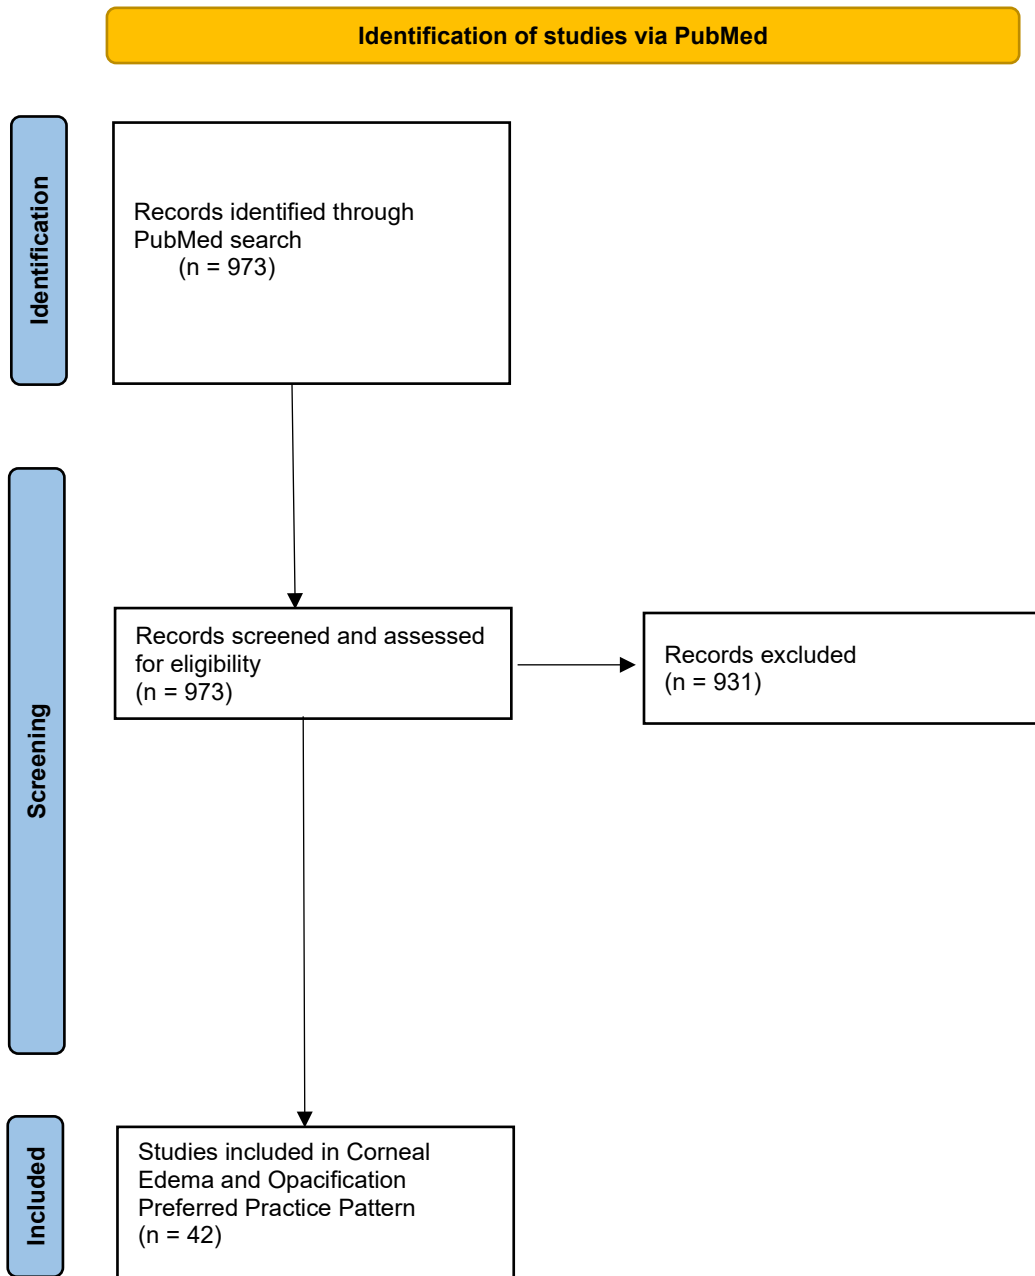 Identification of studies via PubMed
Identification
Records identified through
PubMed search
(n = 973)
Screening
Records screened and assessed
for eligibility
(n = 973)
Records excluded
(n = 931)
Included
Studies included in Corneal
Edema and Opacification
Preferred Practice Pattern
(n = 42)